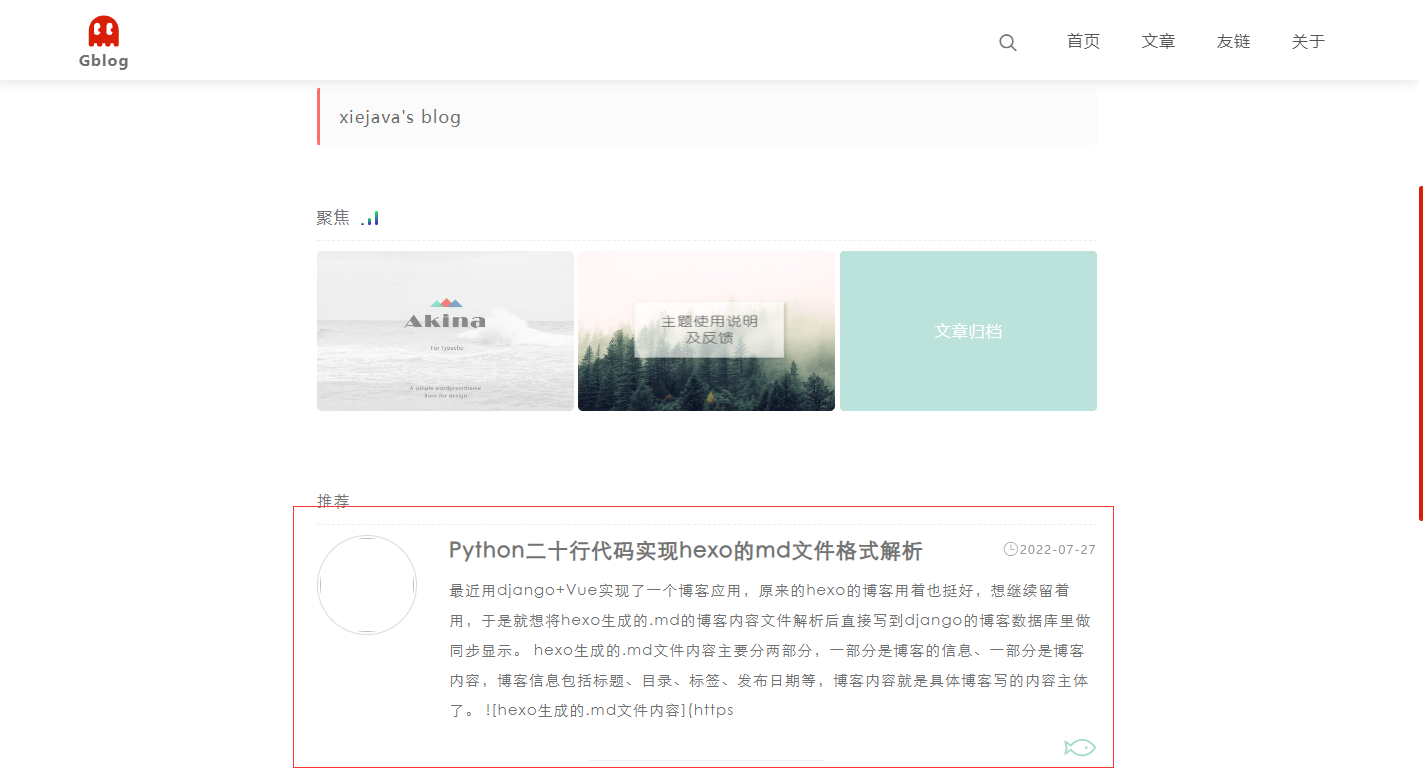 Gblog
首页 文章 友链 关于
xiejava's blog
聚焦
Akina
For Typecho
A simple wordpresstheme
Born for design
主题使用说明
及反馈
文章归档
推荐
Python二十行代码实现hexo的md文件格式解析
2022-07-27
最近用django+Vue实现了一个博客应用，原来的hexo的博客用着也挺好，想继续留着
用，于是就想将hexo生成的.md的博客内容文件解析后直接写到django的博客数据库里做
同步显示。 hexo生成的.md文件内容主要分两部分，一部分是博客的信息、一部分是博客
内容，博客信息包括标题、目录、标签、发布日期等，博客内容就是具体博客写的内容主体
了。 ![hexo生成的.md文件内容](https